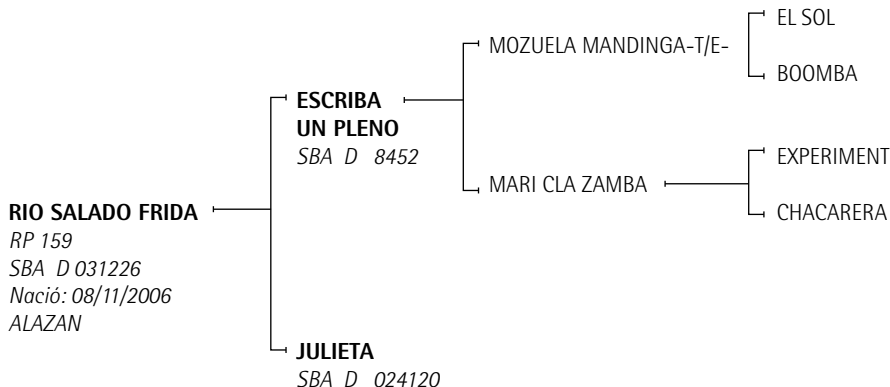 EL SOL
MOZUELA MANDINGA-T/E-
BOOMBA
ESCRIBA
UN PLENO
SBA D 8452
EXPERIMENT
MARI CLA ZAMBA
CHACARERA
RIO SALADO FRIDA
RP 159
SBA D 031226
Nació: 08/11/2006
ALAZAN
JULIETA
SBA D 024120